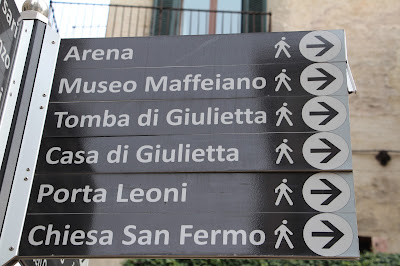 Arena
Museo Maffeiano
Tomba di Giulietta
Casa di Giulietta
Porta Leoni
Chiesa San Fermo